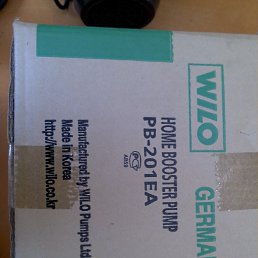 WILO GERMA
HOME BOOSTER PUMP
PB-201EA
Manufactured by WILO Pumps Ltd
Made in Korea
http://www.wilo.co.kr